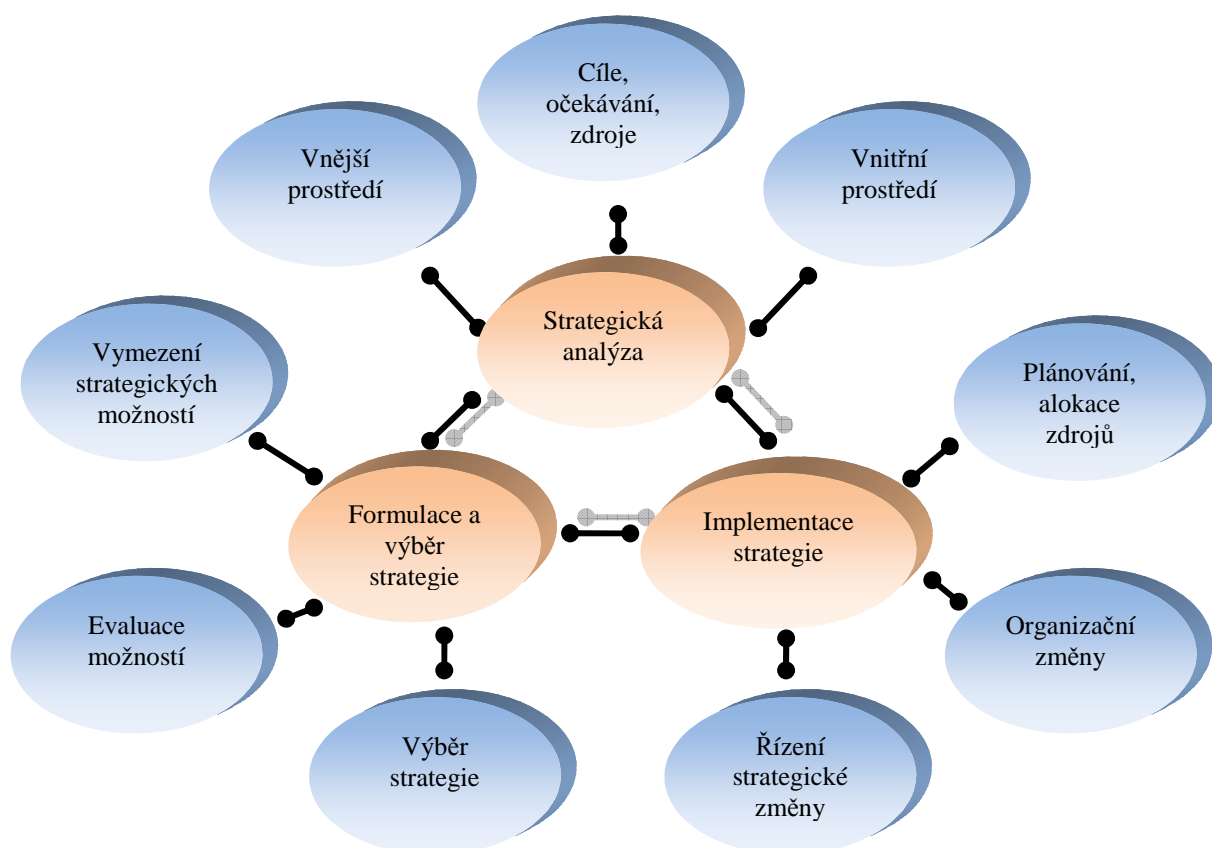 Cíle,
očekávání,
zdroje
Vnější
prostředí
Vnitřní
prostředí
Strategická
analýza
Vymezení
strategických
možností
Plánování,
alokace
zdrojů
Formulace a
výběr
strategie
Implementace
strategie
Evaluace
možností
Organizační
změny
Výběr
strategie
Řízení
strategické
změny